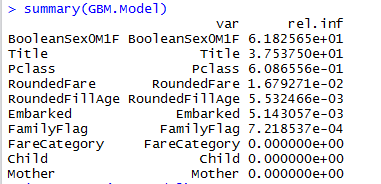 > summary(GBM.Model)
var rel.inf
BooleanSex0M1F BooleanSex0M1F 6.182565e+01
Title Title 3.753750e+01
Pclass Pclass 6.086556e-01
RoundedFare RoundedFare 1.679271e-02
RoundedFillAge RoundedFillAge 5.532466e-03
Embarked Embarked 5.143057e-03
FamilyFlag FamilyFlag 7.218537e-04
FareCategory FareCategory 0.000000e+00
Child Child 0.000000e+00
Mother Mother 0.000000e+00